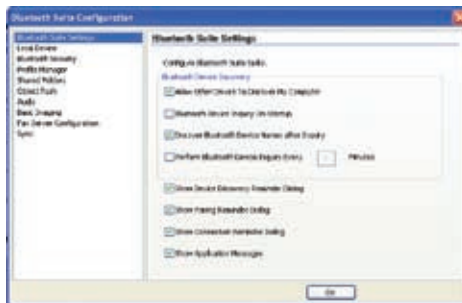 Bluetooth Suite Configuration
Bluetooth Suite Settings
Local Device
Bluetooth Security
Profile Manager
Shared Folders
Object Push
Audio
Basic Imaging
Fax Server Configuration
Sync
Bluetooth Suite Settings
Configure Bluetooth Suite
Bluetooth Device Discovery
Allow Other Devices To Discover My Computer
Bluetooth Device Inquiry On Startup
Discover Bluetooth Device Names after Inquiry
Perform Bluetooth Device Inquiry Every
Minutes
Show Device Discovery Reminder Dialog
Show Pairing Reminder Dialog
Show Connection Reminder Dialog
Show Application Messages